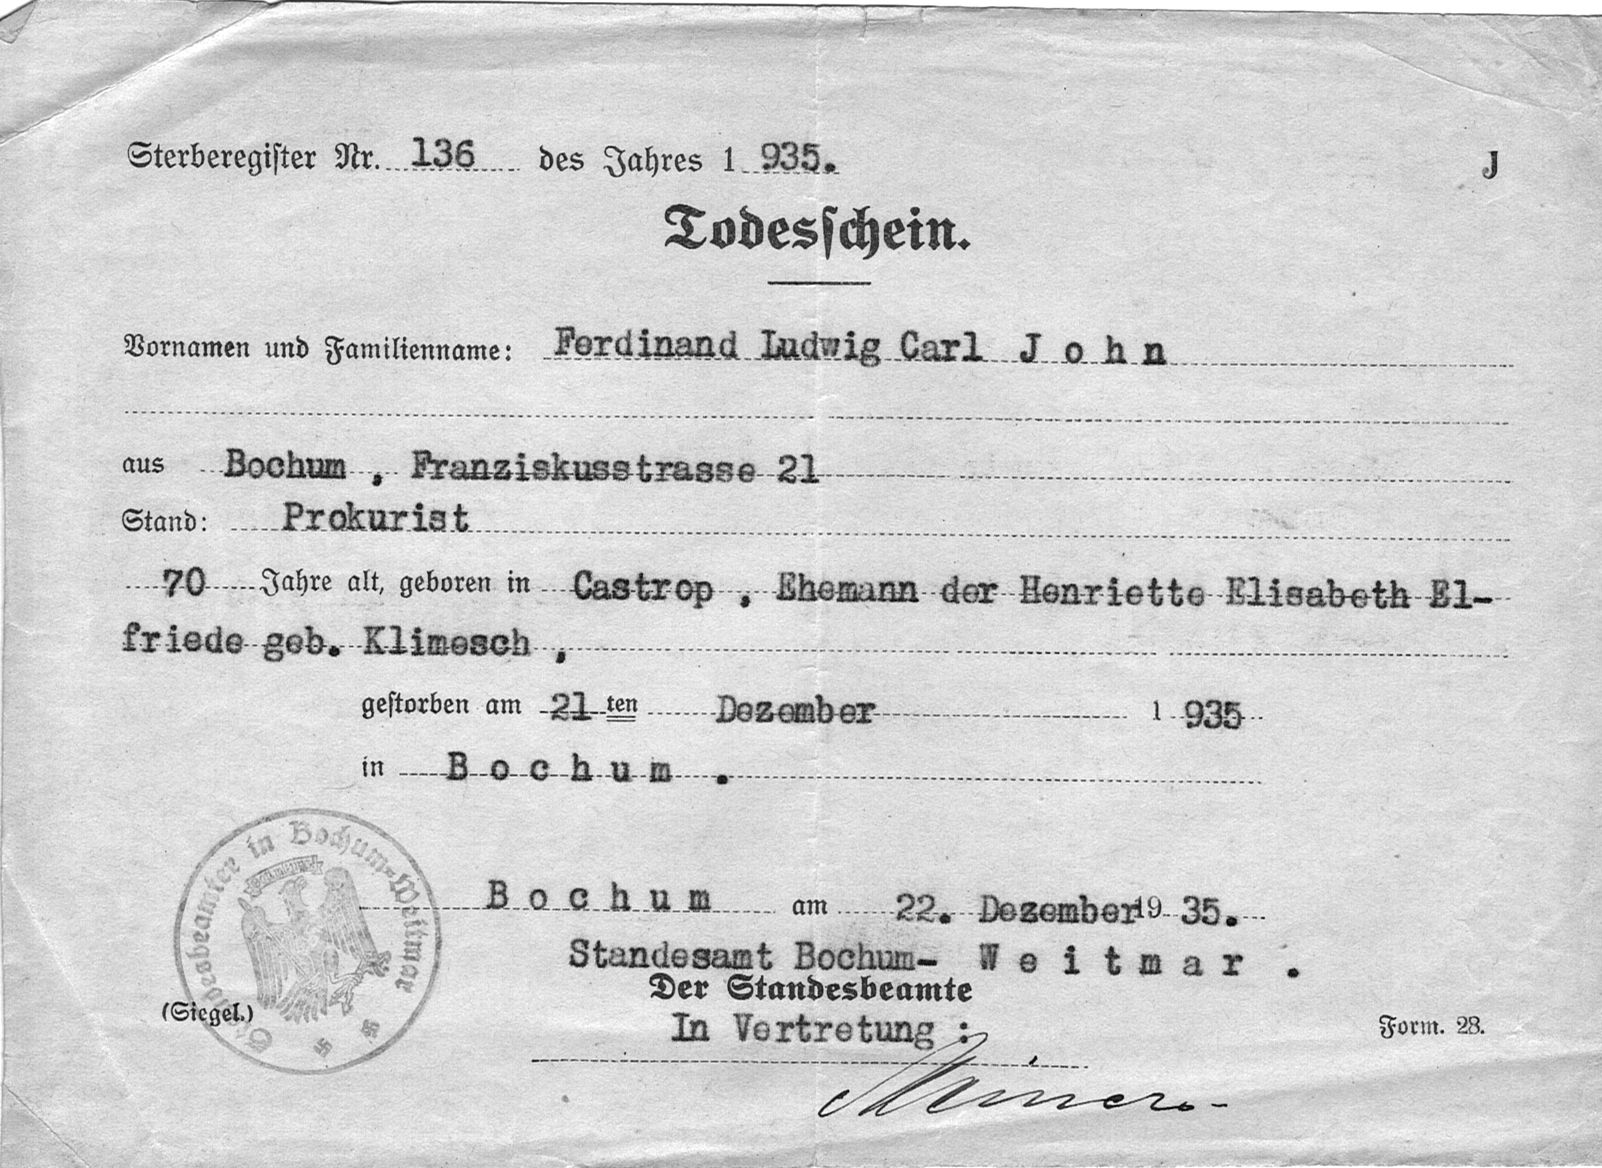 Sterberegister Nr. 136 des Jahres 1 935.
J
Todesschein.
Vornamen und Familienname: Ferdinand Ludwig Carl J o h n
aus Bochum , Franziskusstrasse 21
Stand: Prokurist
70 Jahre alt, geboren in Castrop , Ehemann der Henriette Elisabeth El-
friede geb. Klimesch ,
gestorben am 21 ten Dezember 1 935
in B o c h u m .
B o c h u m am 22. Dezember 19 35.
Standesamt Bochum- W e i t m a r .
Der Standesbeamte
In Vertretung :
(Siegel.)
Standesbeamter in Bochum-Weitmar
Form. 28.